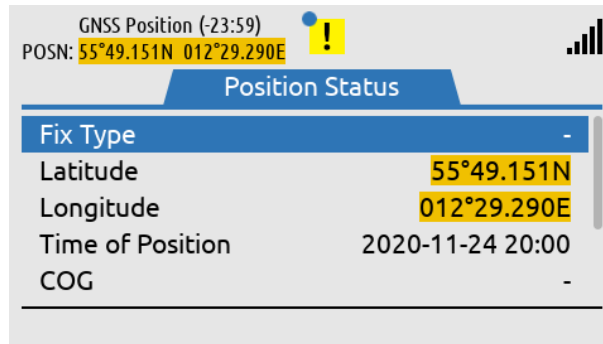 GNSS Position (-23:59)
POSN: 55°49.151N 012°29.290E
!
Position Status
Fix Type -
Latitude 55°49.151N
Longitude 012°29.290E
Time of Position 2020-11-24 20:00
COG -